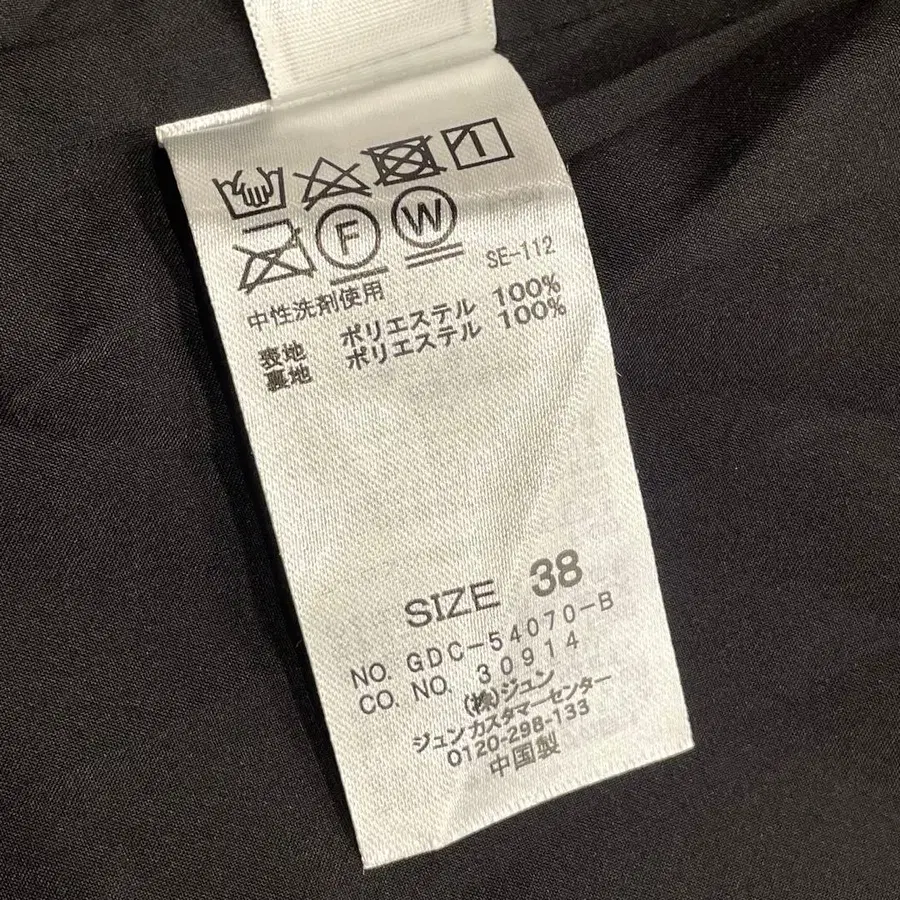 F W
SE-112
中性洗剤使用
表地 ポリエステル 100%
裏地 ポリエステル 100%
SIZE 38
NO. GDC-54070-B
CO. NO. 30914
(株)ジュン
ジュンカスタマーセンター
0120-298-133
中国製